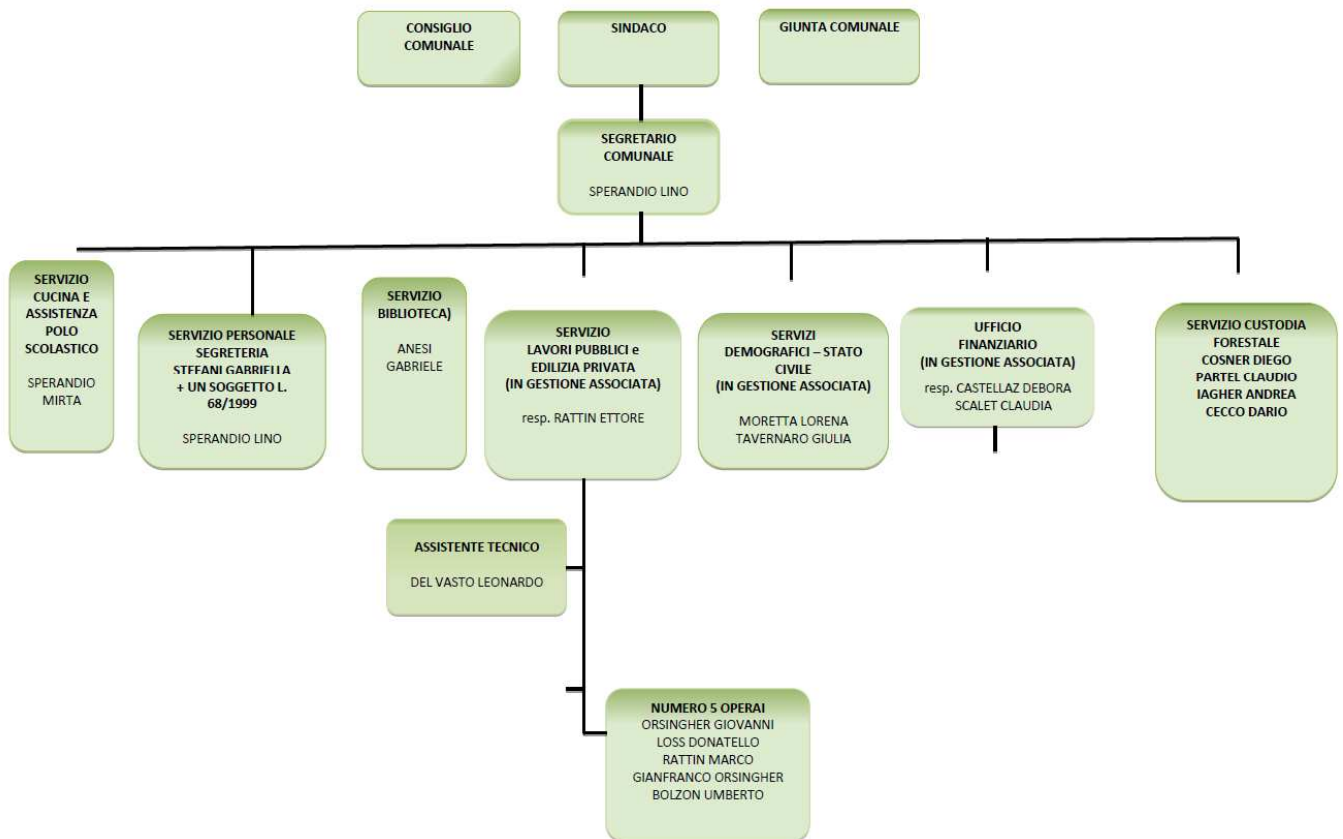 CONSIGLIO
COMUNALE
SINDACO
GIUNTA COMUNALE
SEGRETARIO
COMUNALE
SPERANDIO LINO
SERVIZIO
CUCINA E
ASSISTENZA
POLO
SCOLASTICO
SPERANDIO
MIRTA
SERVIZIO PERSONALE
SEGRETERIA
STEFANI GABRIELLA
+ UN SOGGETTO L.
68/1999
SPERANDIO LINO
SERVIZIO
BIBLIOTECA)
ANESI
GABRIELE
SERVIZIO
LAVORI PUBBLICI e
EDILIZIA PRIVATA
(IN GESTIONE ASSOCIATA)
resp. RATTIN ETTORE
SERVIZI
DEMOGRAFICI – STATO
CIVILE
(IN GESTIONE ASSOCIATA)
MORETTA LORENA
TAVERNARO GIULIA
UFFICIO
FINANZIARIO
(IN GESTIONE ASSOCIATA)
resp. CASTELLAZ DEBORA
SCALET CLAUDIA
SERVIZIO CUSTODIA
FORESTALE
COSNER DIEGO
PARTEL CLAUDIO
IAGHER ANDREA
CECCO DARIO
ASSISTENTE TECNICO
DEL VASTO LEONARDO
NUMERO 5 OPERAI
ORSINGHER GIOVANNI
LOSS DONATELLO
RATTIN MARCO
GIANFRANCO ORSINGHER
BOLZON UMBERTO